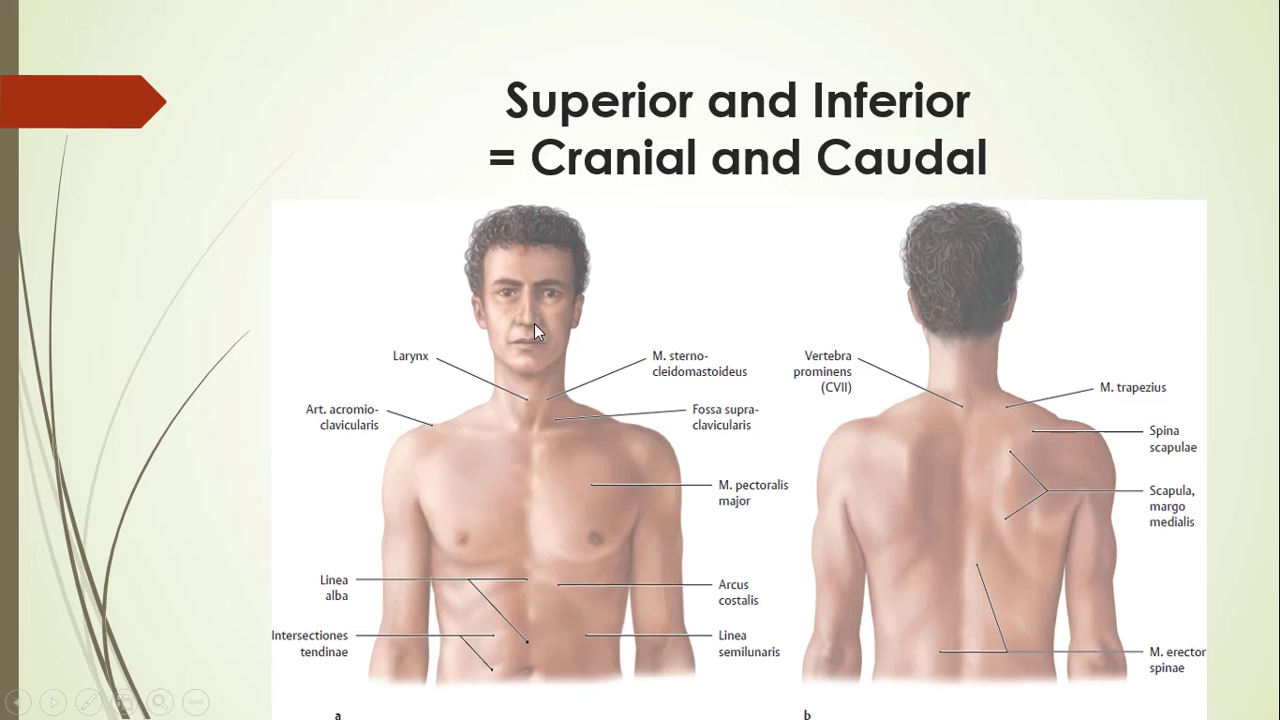 Superior and Inferior
= Cranial and Caudal
Larynx
M. sterno-
cleidomastoideus
Art. acromio-
clavicularis
Fossa supra-
clavicularis
M. pectoralis
major
Linea
alba
Arcus
costalis
Intersectiones
tendinae
Linea
semilunaris
a
Vertebra
prominens
(CVII)
M. trapezius
Spina
scapulae
Scapula,
margo
medialis
M. erector
spinae
b